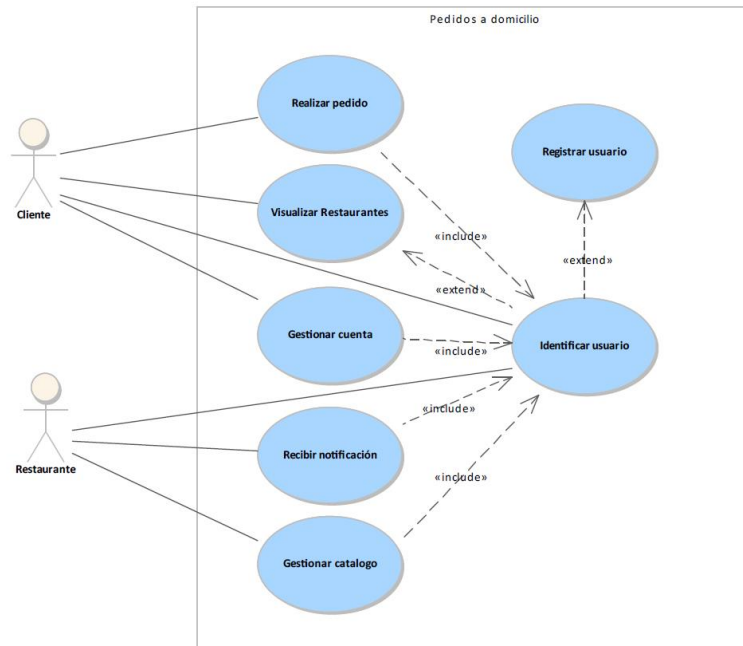 Pedidos a domicilio
Realizar pedido
Registrar usuario
Cliente
Visualizar Restaurantes
«include»
«extend»
«extend»
Gestionar cuenta
Identificar usuario
«include»
«include»
Restaurante
Recibir notificación
«include»
Gestionar catalogo